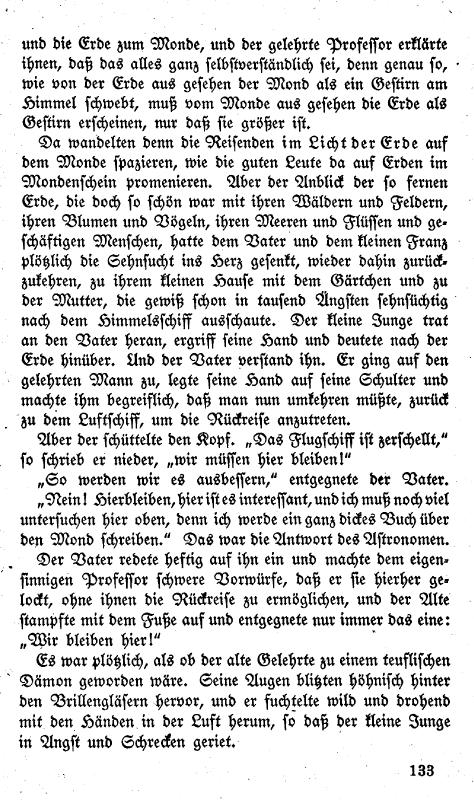 und die Erde zum Monde, und der gelehrte Professor erklärte
ihnen, daß das alles ganz selbstverständlich sei, denn genau so,
wie von der Erde aus gesehen der Mond als ein Gestirn am
Himmel schwebt, muß vom Monde aus gesehen die Erde als
Gestirn erscheinen, nur daß sie größer ist.
Da wandelten denn die Reisenden im Licht der Erde auf
dem Monde spazieren, wie die guten Leute da auf Erden im
Mondenschein promenieren. Aber der Anblick der so fernen
Erde, die doch so schön war mit ihren Wäldern und Feldern,
ihren Blumen und Vögeln, ihren Meeren und Flüssen und ge-
schäftigen Menschen, hatte dem Vater und dem kleinen Franz
plötzlich die Sehnsucht ins Herz gesenkt, wieder dahin zurück-
zukehren, zu ihrem kleinen Hause mit dem Gärtchen und zu
der Mutter, die gewiß schon in tausend Ängsten sehnsüchtig
nach dem Himmelsschiff ausschaute. Der kleine Junge trat
an den Vater heran, ergriff seine Hand und deutete nach der
Erde hinüber. Und der Vater verstand ihn. Er ging auf den
gelehrten Mann zu, legte seine Hand auf seine Schulter und
machte ihm begreiflich, daß man nun umkehren müßte, zurück
zu dem Luftschiff, um die Rückreise anzutreten.
Aber der schüttelte den Kopf. „Das Flugschiff ist zerschellt,“
so schrieb er nieder, „wir müssen hier bleiben!“
„So werden wir es ausbessern,“ entgegnete der Vater.
„Nein! Hierbleiben, hier ist es interessant, und ich muß noch viel
untersuchen hier oben, denn ich werde ein ganz dickes Buch über
den Mond schreiben.“ Das war die Antwort des Astronomen.
Der Vater redete heftig auf ihn ein und machte dem eigen-
sinnigen Professor schwere Vorwürfe, daß er sie hierher ge-
lockt, ohne ihnen die Rückreise zu ermöglichen, und der Alte
stampfte mit dem Fuße auf und entgegnete nur immer das eine:
„Wir bleiben hier!“
Es war plötzlich, als ob der alte Gelehrte zu einem teuflischen
Dämon geworden wäre. Seine Augen blitzten höhnisch hinter
den Brillengläsern hervor, und er fuchtelte wild und drohend
mit den Händen in der Luft herum, so daß der kleine Junge
in Angst und Schrecken geriet.
133